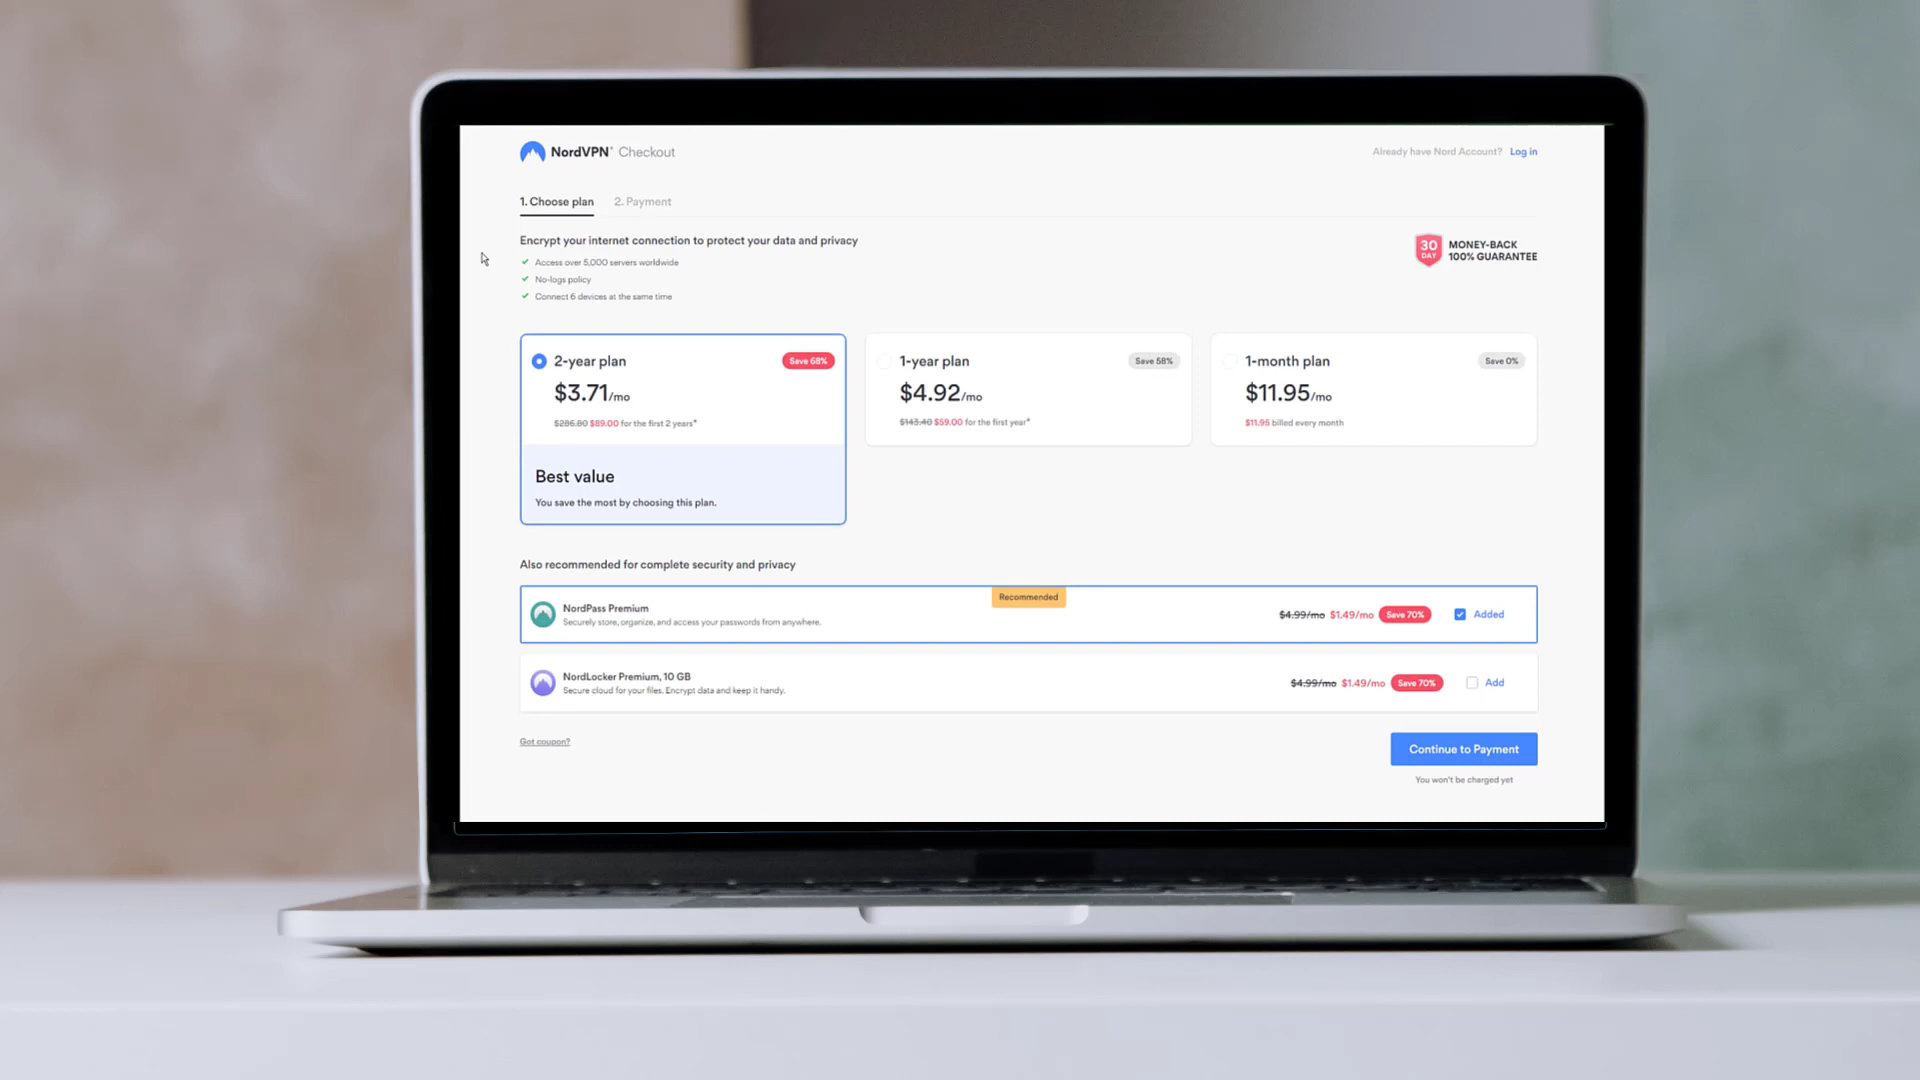 NordVPN® Checkout
Already have Nord Account? Log in
1. Choose plan 2. Payment
Encrypt your internet connection to protect your data and privacy
Access over 5,000 servers worldwide
No-logs policy
Connect 6 devices at the same time
30 DAY
MONEY-BACK
100% GUARANTEE
2-year plan Save 68%
$3.71/mo
$286.80 $89.00 for the first 2 years*
Best value
You save the most by choosing this plan.
1-year plan Save 58%
$4.92/mo
$143.40 $59.00 for the first year*
1-month plan Save 0%
$11.95/mo
$11.95 billed every month
Also recommended for complete security and privacy
Recommended
NordPass Premium
Securely store, organize, and access your passwords from anywhere.
$4.99/mo $1.49/mo Save 70% Added
NordLocker Premium, 10 GB
Secure cloud for your files. Encrypt data and keep it handy.
$4.99/mo $1.49/mo Save 70% Add
Got coupon?
Continue to Payment
You won't be charged yet